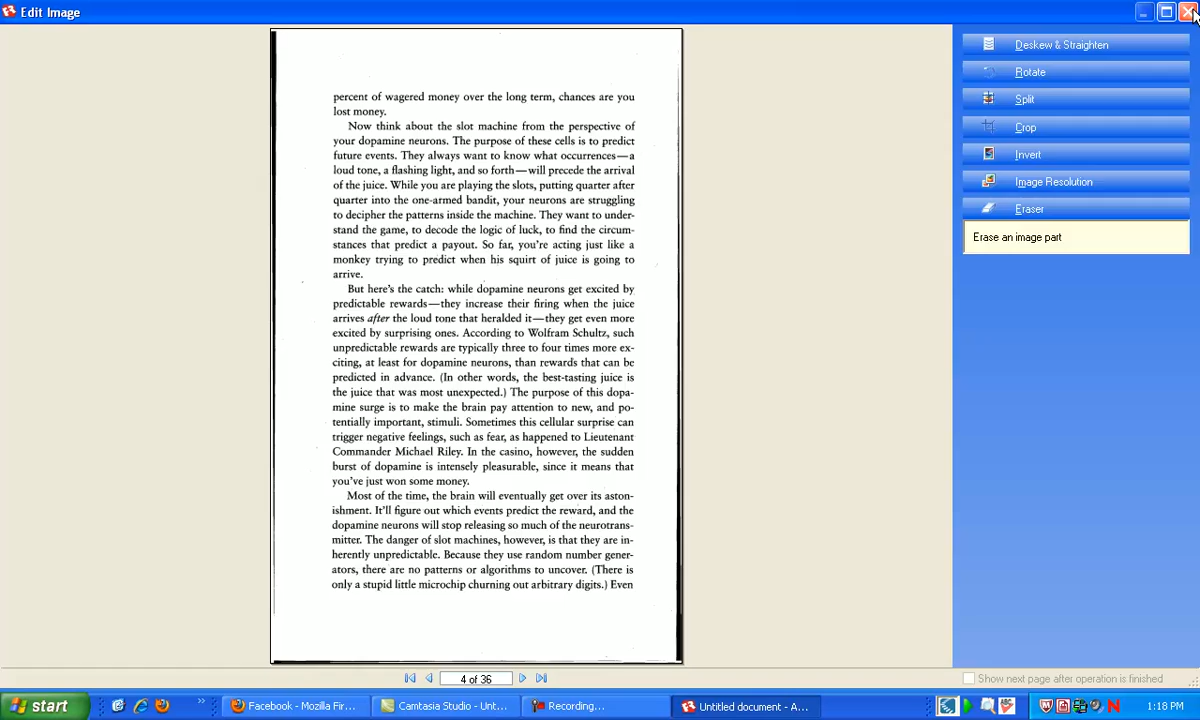 Edit Image
Deskew & Straighten
Rotate
Split
Crop
Invert
Image Resolution
Eraser
Erase an image part
percent of wagered money over the long term, chances are you
lost money.
Now think about the slot machine from the perspective of
your dopamine neurons. The purpose of these cells is to predict
future events. They always want to know what occurrences—a
loud tone, a flashing light, and so forth—will precede the arrival
of the juice. While you are playing the slots, putting quarter after
quarter into the one-armed bandit, your neurons are struggling
to decipher the patterns inside the machine. They want to under-
stand the game, to decode the logic of luck, to find the circum-
stances that predict a payout. So far, you're acting just like a
monkey trying to predict when his squirt of juice is going to
arrive.
But here's the catch: while dopamine neurons get excited by
predictable rewards—they increase their firing when the juice
arrives after the loud tone that heralded it—they get even more
excited by surprising ones. According to Wolfram Schultz, such
unpredictable rewards are typically three to four times more ex-
citing, at least for dopamine neurons, than rewards that can be
predicted in advance. (In other words, the best-tasting juice is
the juice that was most unexpected.) The purpose of this dopa-
mine surge is to make the brain pay attention to new, and po-
tentially important, stimuli. Sometimes this cellular surprise can
trigger negative feelings, such as fear, as happened to Lieutenant
Commander Michael Riley. In the casino, however, the sudden
burst of dopamine is intensely pleasurable, since it means that
you've just won some money.
Most of the time, the brain will eventually get over its aston-
ishment. It'll figure out which events predict the reward, and the
dopamine neurons will stop releasing so much of the neurotrans-
mitter. The danger of slot machines, however, is that they are in-
herently unpredictable. Because they use random number gener-
ators, there are no patterns or algorithms to uncover. (There is
only a stupid little microchip churning out arbitrary digits.) Even
4 of 36
Show next page after operation is finished
start
Facebook - Mozilla Fir...
Camtasia Studio - Unt...
Recording...
Untitled document - A...
1:18 PM